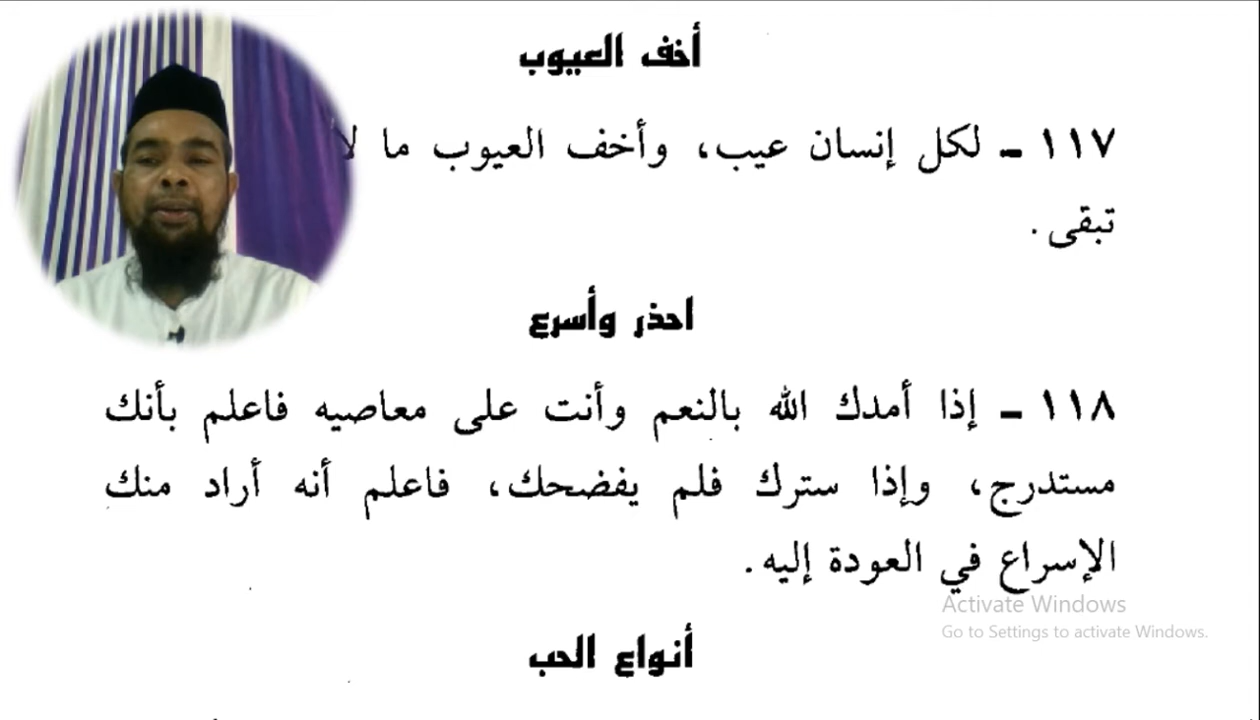 أخف العيوب
١١٧ - لكل إنسان عيب، وأخف العيوب ما لا
تبقى.
احذر وأسرع
١١٨ - إذا أمدك الله بالنعم وأنت على معاصيه فاعلم بأنك
مستدرج، وإذا سترك فلم يفضحك، فاعلم أنه أراد منك
الإسراع في العودة إليه.
Activate Windows
Go to Settings to activate Windows.
أنواع الحب